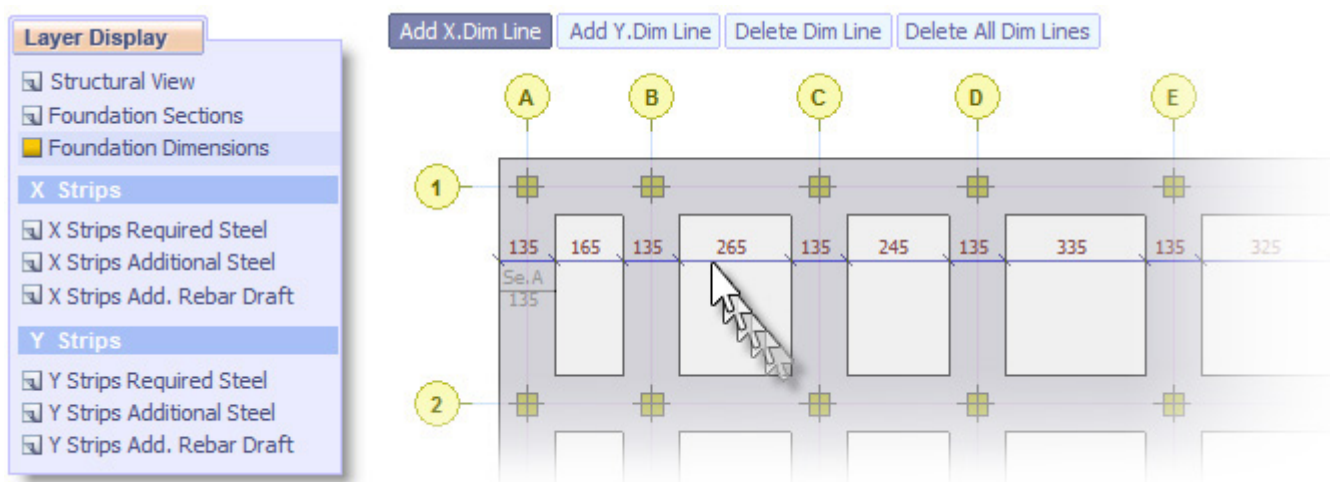 Layer Display
Structural View
Foundation Sections
Foundation Dimensions
X Strips
X Strips Required Steel
X Strips Additional Steel
X Strips Add. Rebar Draft
Y Strips
Y Strips Required Steel
Y Strips Additional Steel
Y Strips Add. Rebar Draft
Add X.Dim Line Add Y.Dim Line Delete Dim Line Delete All Dim Lines
A B C D E
1
135 165 135 265 135 245 135 335 135 325
Se.A
135
2